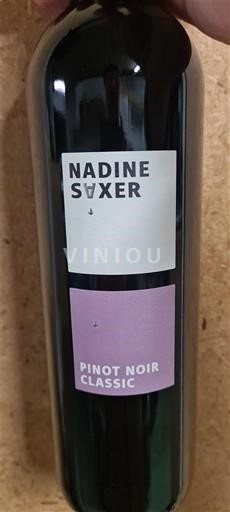 NADINE
SAXER
VINIOU
PINOT NOIR
CLASSIC